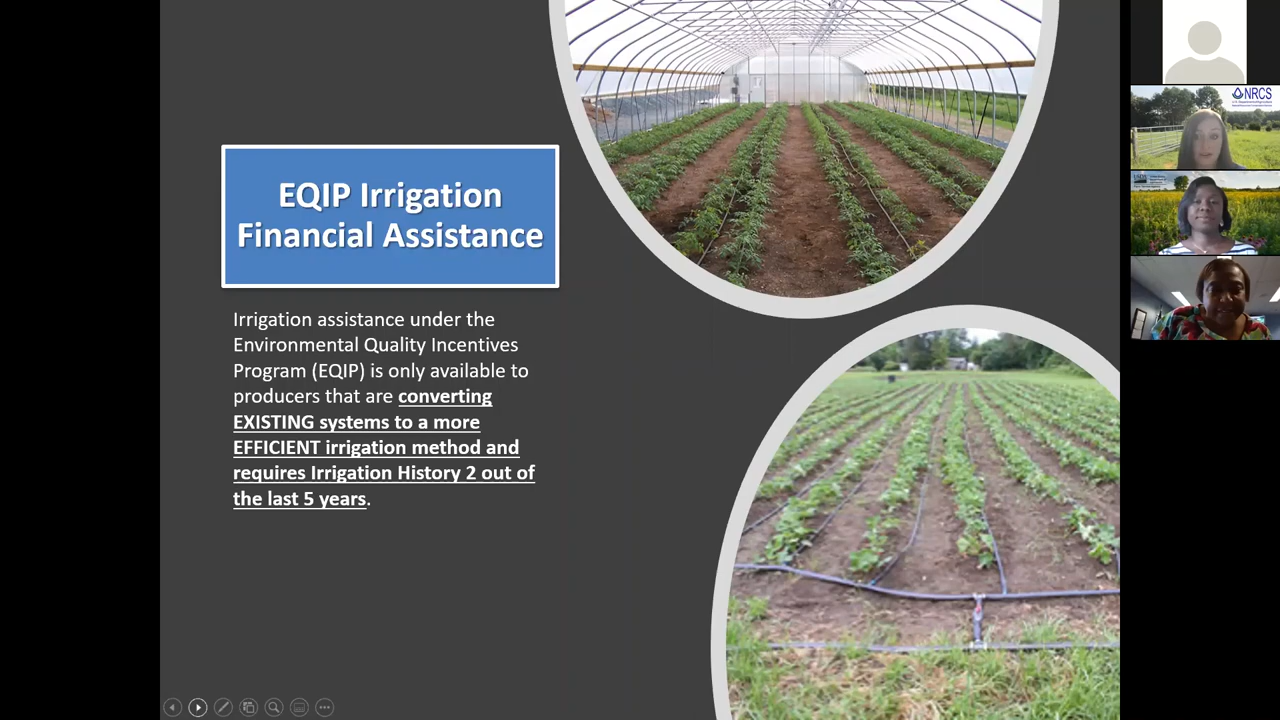 EQIP Irrigation
Financial Assistance
Irrigation assistance under the
Environmental Quality Incentives
Program (EQIP) is only available to
producers that are converting
EXISTING systems to a more
EFFICIENT irrigation method and
requires Irrigation History 2 out of
the last 5 years.
NRCS
USDA